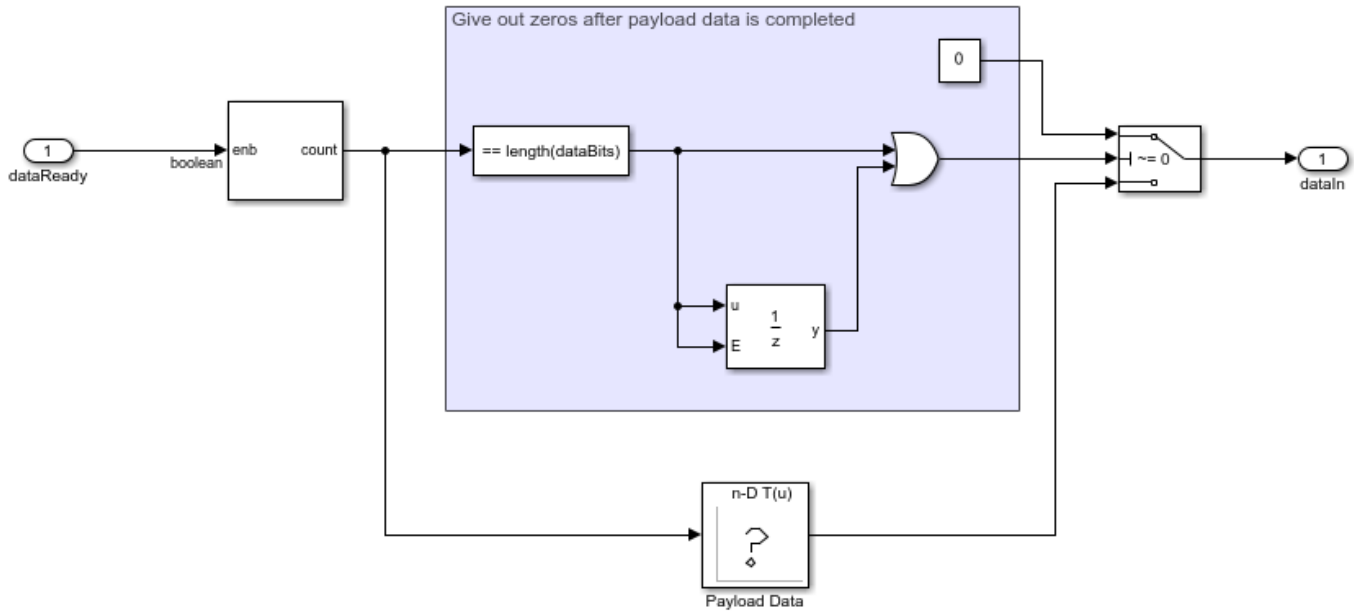 Give out zeros after payload data is completed
0
1
dataReady
boolean
enb
count
== length(dataBits)
~= 0
1
dataIn
u
E
1
z
y
n-D T(u)
Payload Data